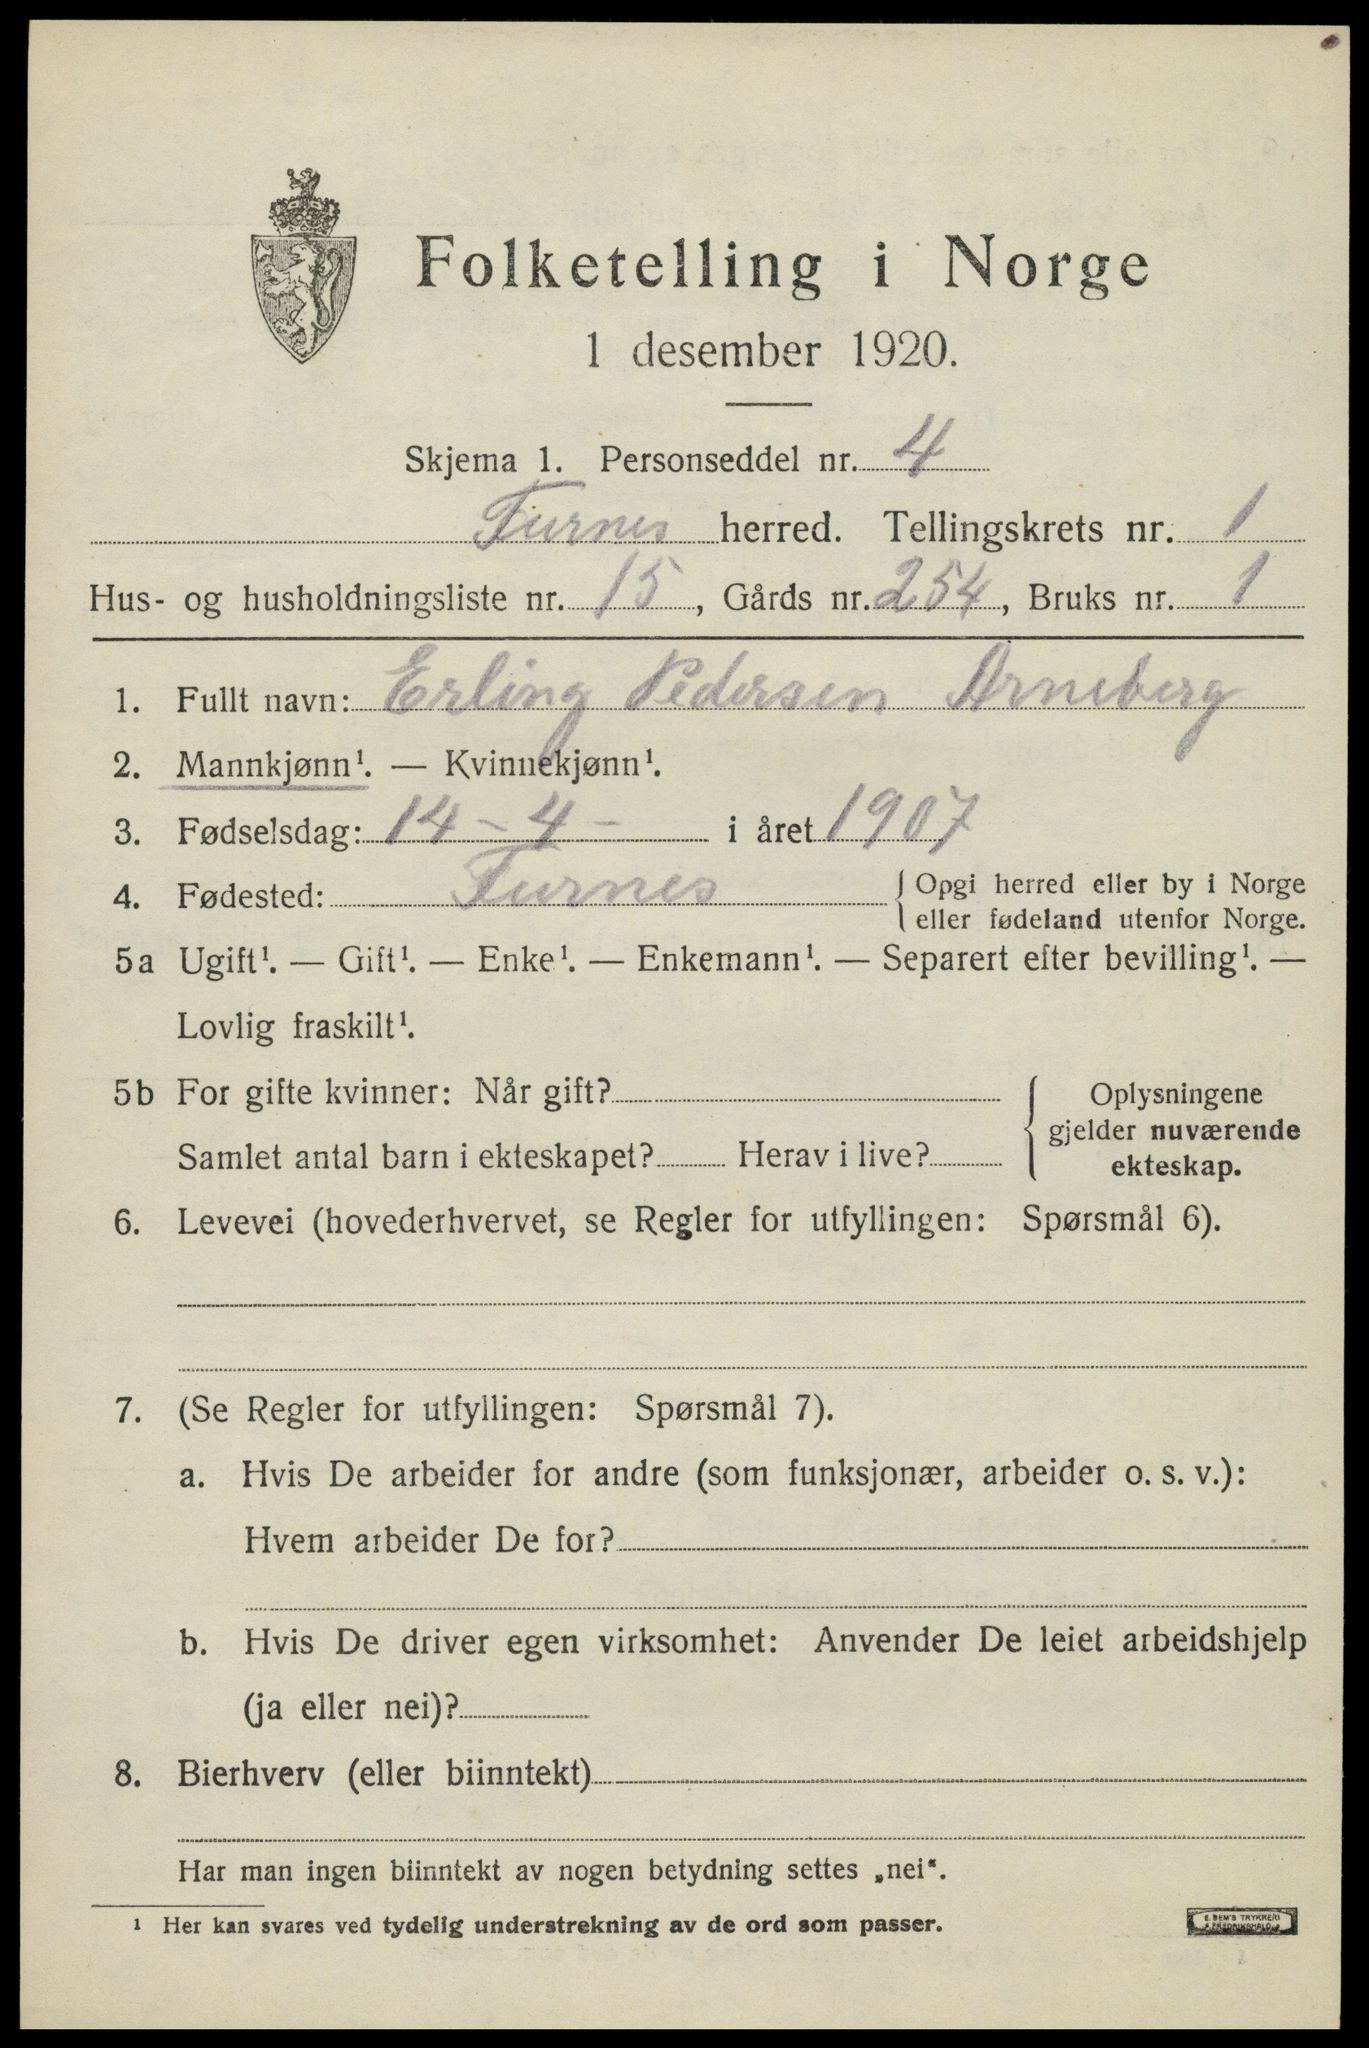 Folketelling i Norge
1 desember 1920.
Skjema 1. Personseddel nr. 4
Furnes herred. Tellingskrets nr. 1
Hus- og husholdningsliste nr. 15, Gårds nr. 254, Bruks nr. 1
1. Fullt navn: Erling Pedersen Arneberg
2. Mannkjønn¹. — Kvinnekjønn¹.
3. Fødselsdag: 14 - 4 - i året 1907
4. Fødested: Furnes { Opgi herred eller by i Norge
eller fødeland utenfor Norge.
5a Ugift¹. — Gift¹. — Enke¹. — Enkemann¹. — Separert efter bevilling¹. —
Lovlig fraskilt¹.
5b For gifte kvinner: Når gift?
Samlet antal barn i ekteskapet? Herav i live?
{ Oplysningene
gjelder nuværende
ekteskap.
6. Levevei (hovederhvervet, se Regler for utfyllingen: Spørsmål 6).
7. (Se Regler for utfyllingen: Spørsmål 7).
a. Hvis De arbeider for andre (som funksjonær, arbeider o. s. v.):
Hvem arbeider De for?
b. Hvis De driver egen virksomhet: Anvender De leiet arbeidshjelp
(ja eller nei)?
8. Bierhverv (eller biinntekt)
Har man ingen biinntekt av nogen betydning settes „nei“.
¹ Her kan svares ved tydelig understrekning av de ord som passer.
E. SEM'S TRYKKERI
FREDRIKSHALD